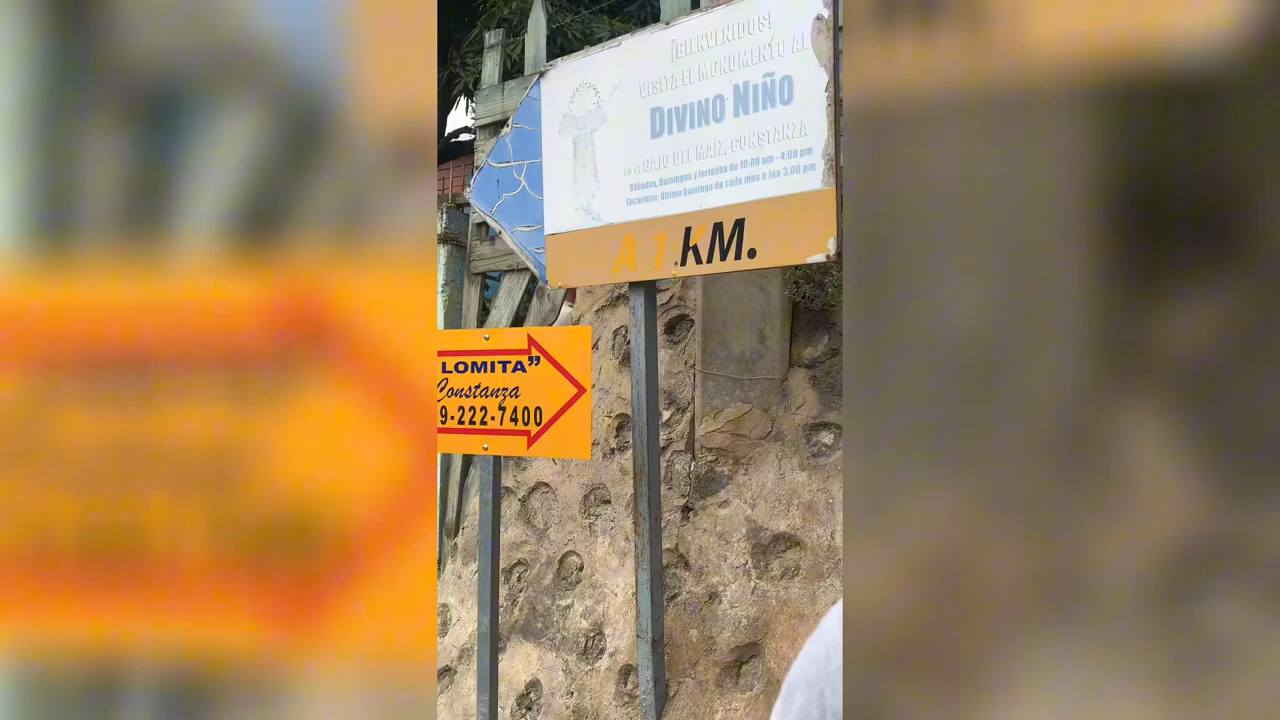 ¡BIENVENIDOS!
VISITA EL MONUMENTO AL
DIVINO NIÑO
en el GAJO DEL MAÍZ, CONSTANZA
Sábados, Domingos y feriados de 10:00 am - 4:00 pm
Eucaristía: Último Domingo de cada mes a las 3.00 pm
A 1 KM.
LOMITA”
Constanza
9-222-7400